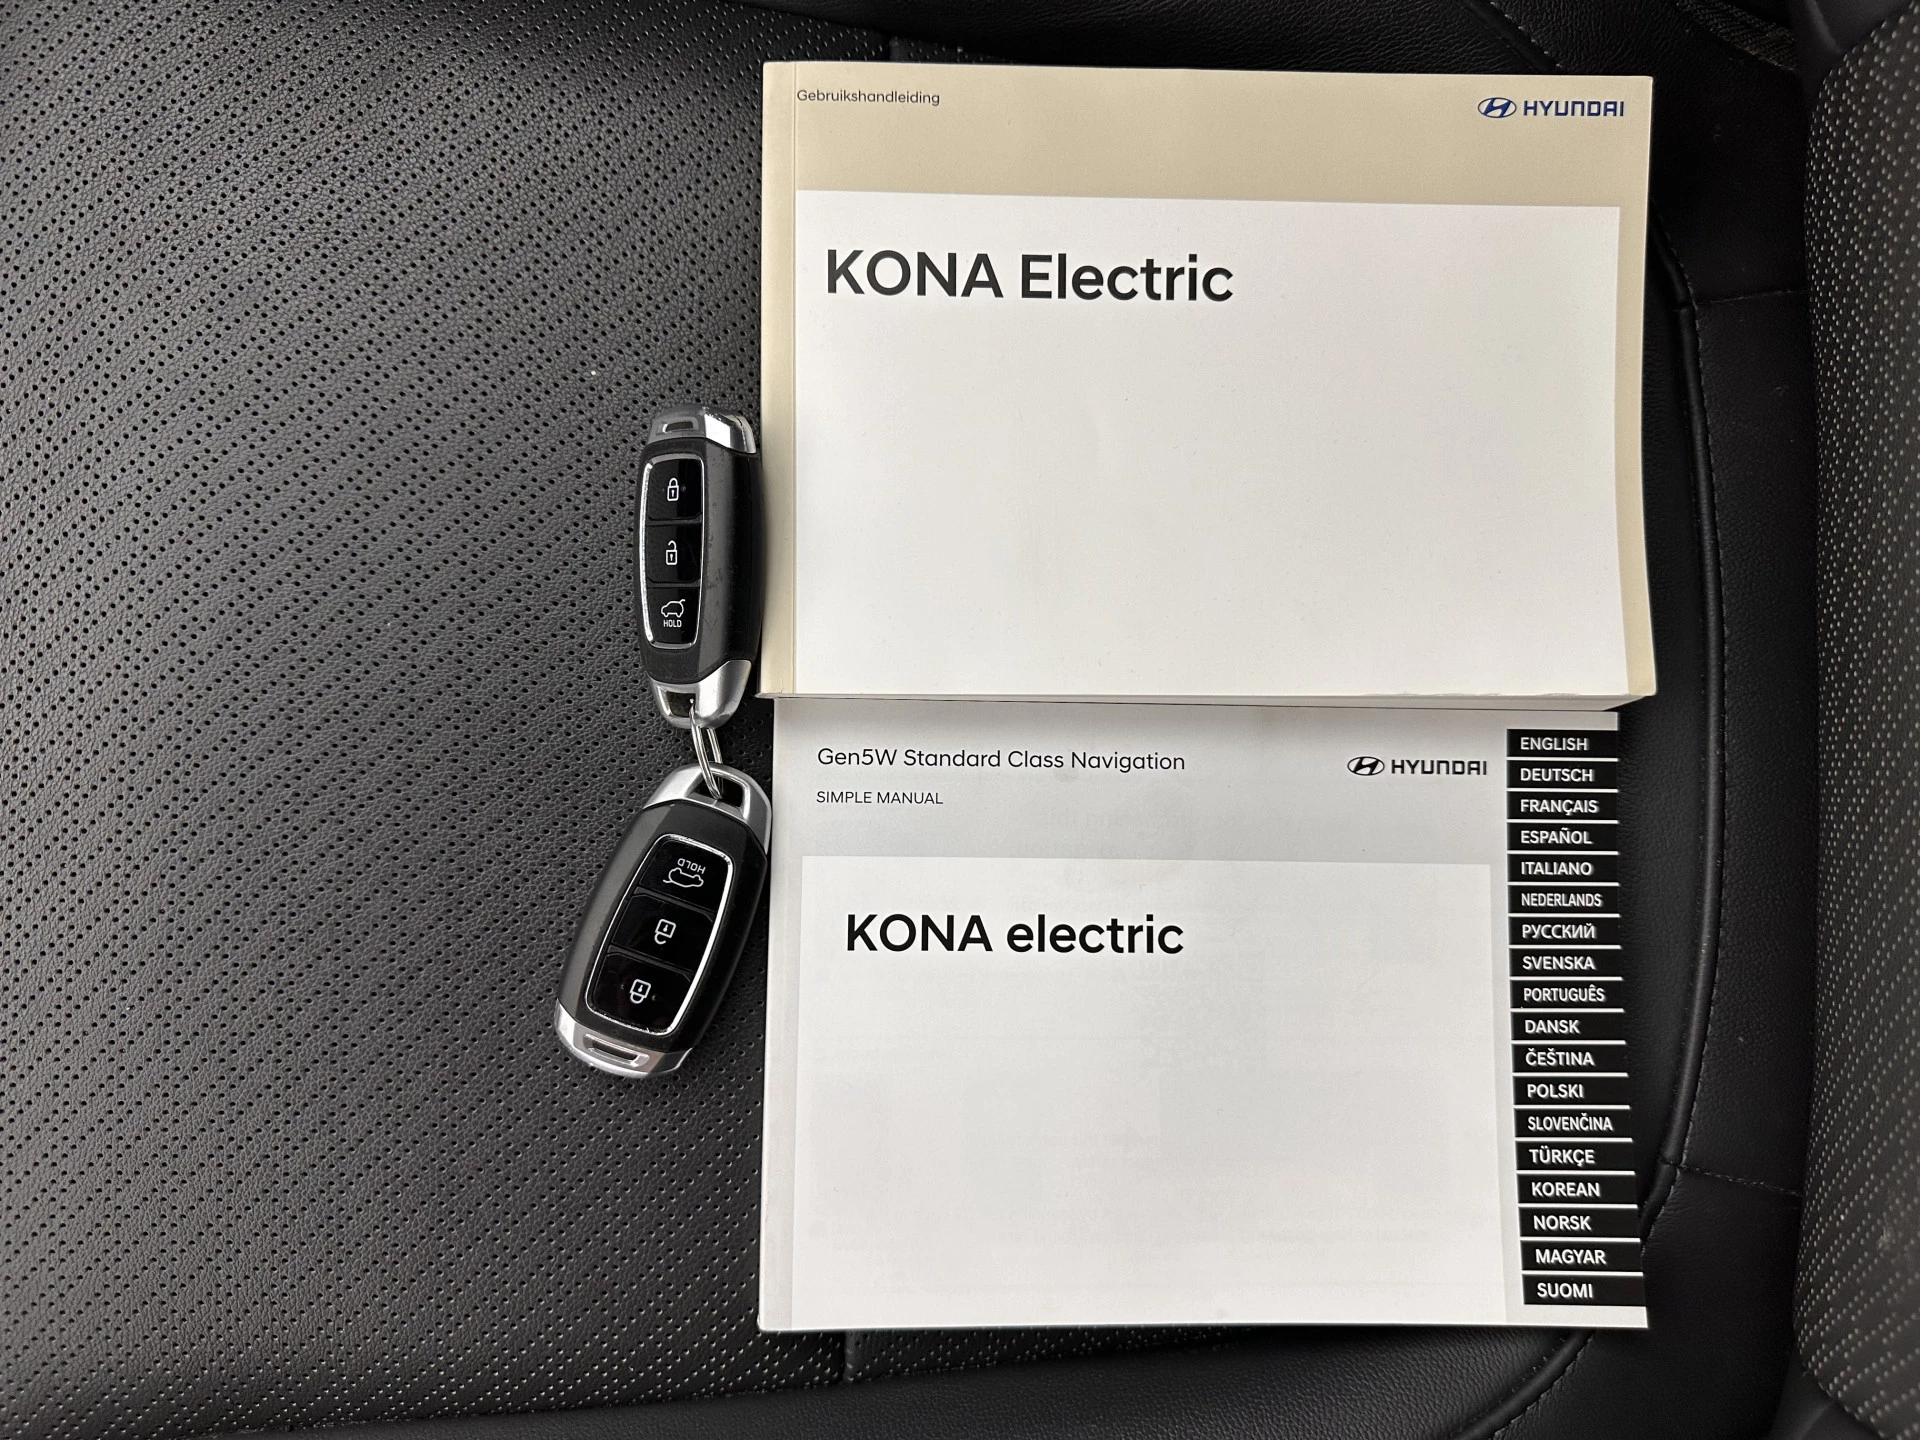 Gebruikshandleiding
HYUNDAI
KONA Electric
HOLD
HOLD
Gen5W Standard Class Navigation
SIMPLE MANUAL
HYUNDAI
KONA electric
ENGLISH
DEUTSCH
FRANÇAIS
ESPAÑOL
ITALIANO
NEDERLANDS
РУССКИЙ
SVENSKA
PORTUGUÊS
DANSK
ČEŠTINA
POLSKI
SLOVENČINA
TÜRKÇE
KOREAN
NORSK
MAGYAR
SUOMI